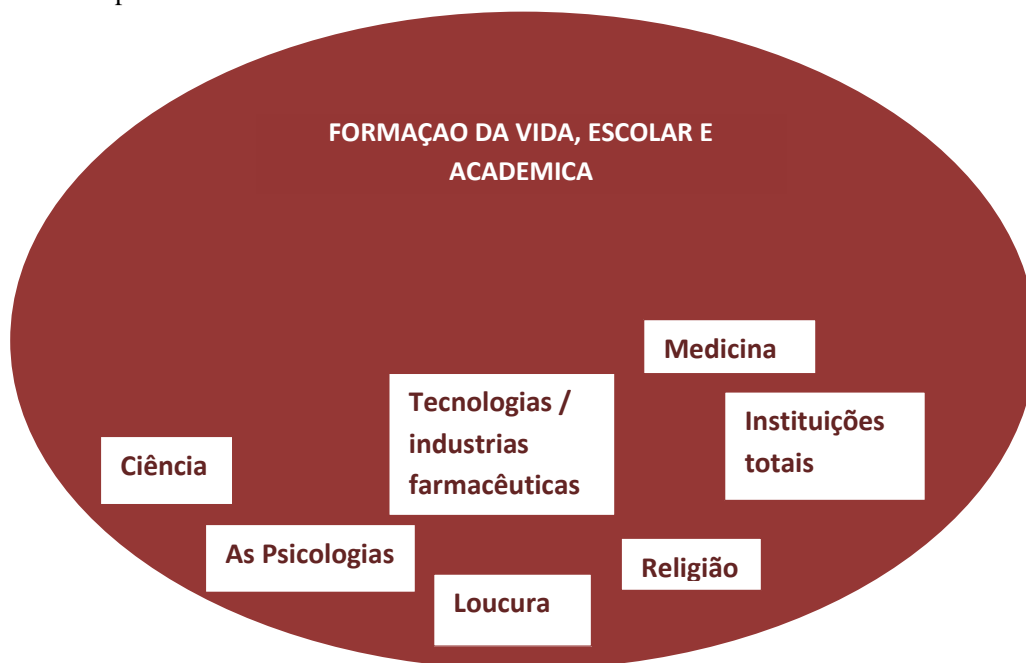 FORMAÇAO DA VIDA, ESCOLAR E
ACADEMICA
Medicina
Tecnologias /
industrias
farmacêuticas
Instituições
totais
Ciência
As Psicologias
Religião
Loucura